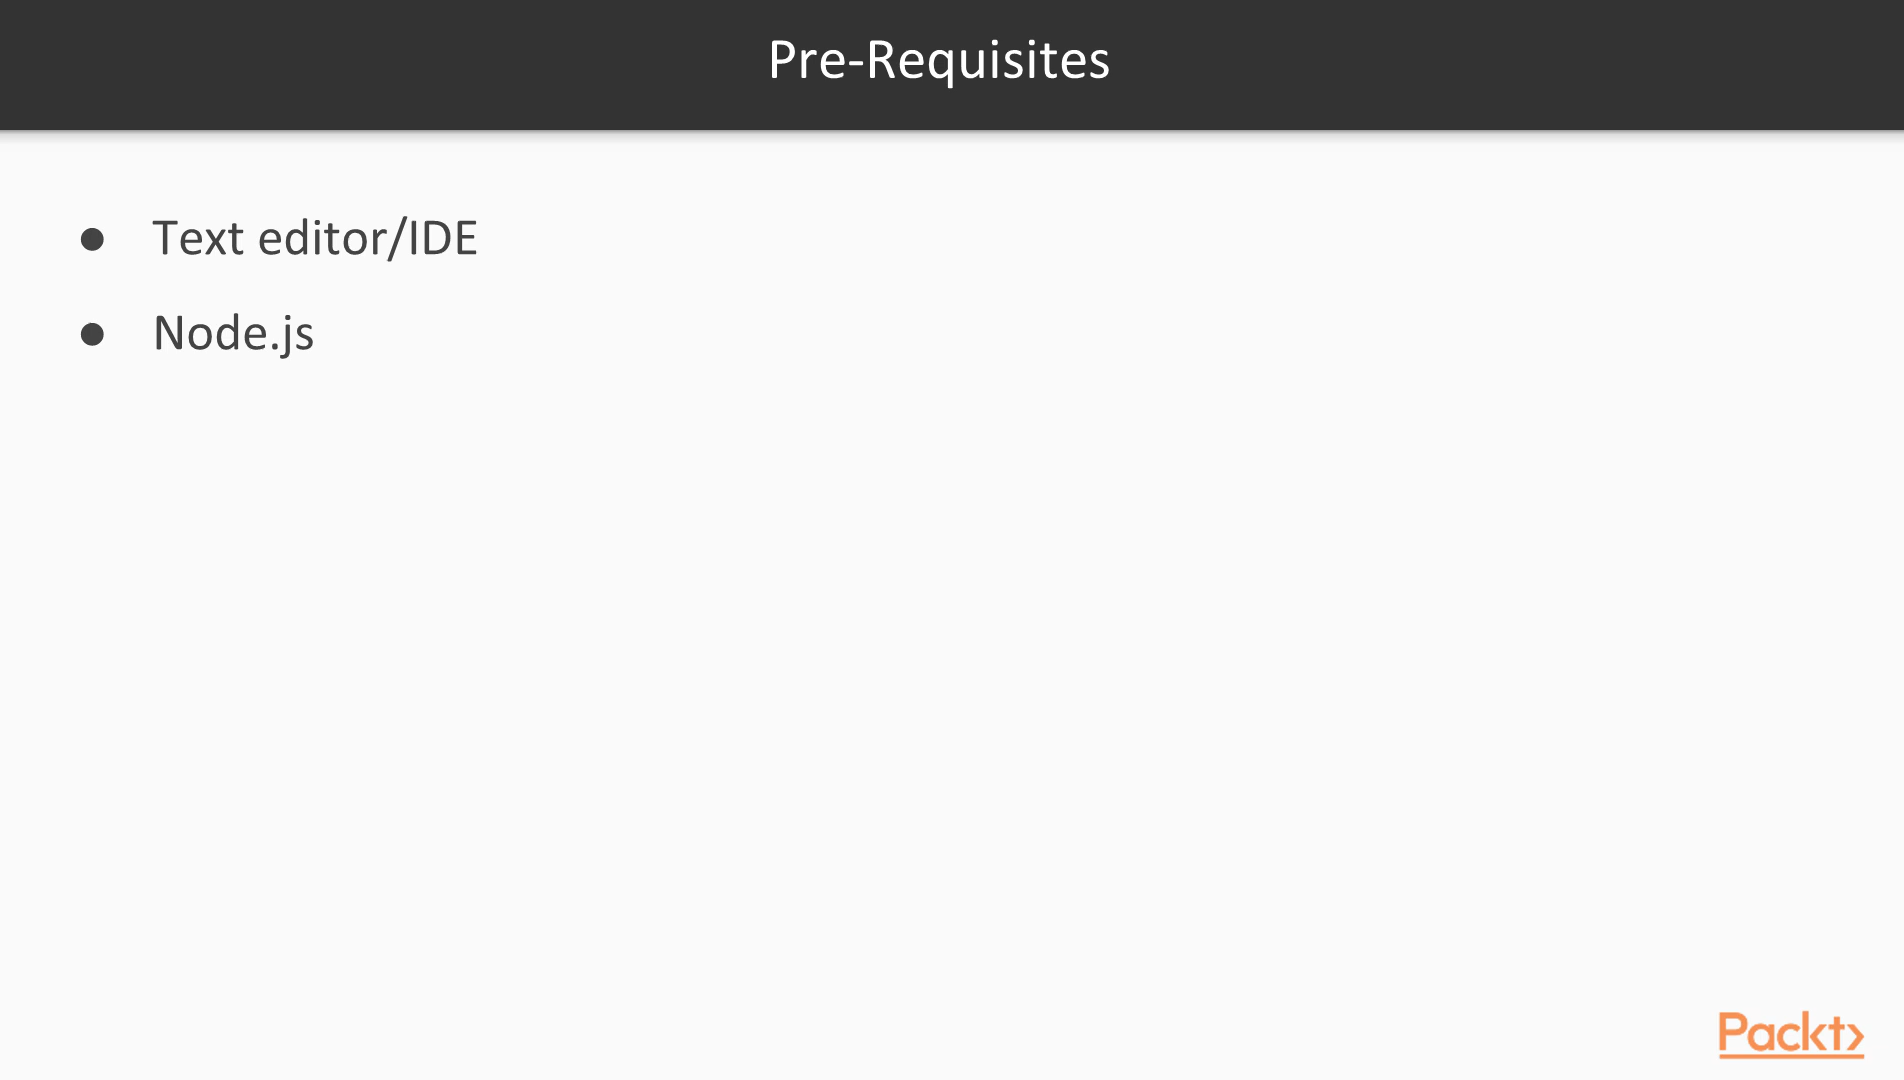 Pre-Requisites
● Text editor/IDE
● Node.js
Packt>